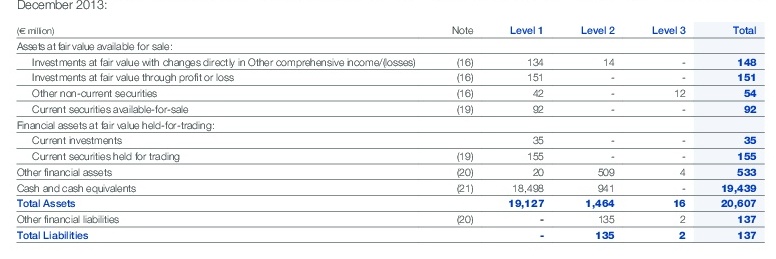 December 2013:
(€ million) Note Level 1 Level 2 Level 3 Total
Assets at fair value available for sale:
Investments at fair value with changes directly in Other comprehensive income/(losses) (16) 134 14 - 148
Investments at fair value through profit or loss (16) 151 - - 151
Other non-current securities (16) 42 - 12 54
Current securities available-for-sale (19) 92 - - 92
Financial assets at fair value held-for-trading:
Current investments 35 - - 35
Current securities held for trading (19) 155 - - 155
Other financial assets (20) 20 509 4 533
Cash and cash equivalents (21) 18,498 941 - 19,439
Total Assets 19,127 1,464 16 20,607
Other financial liabilities (20) - 135 2 137
Total Liabilities - 135 2 137